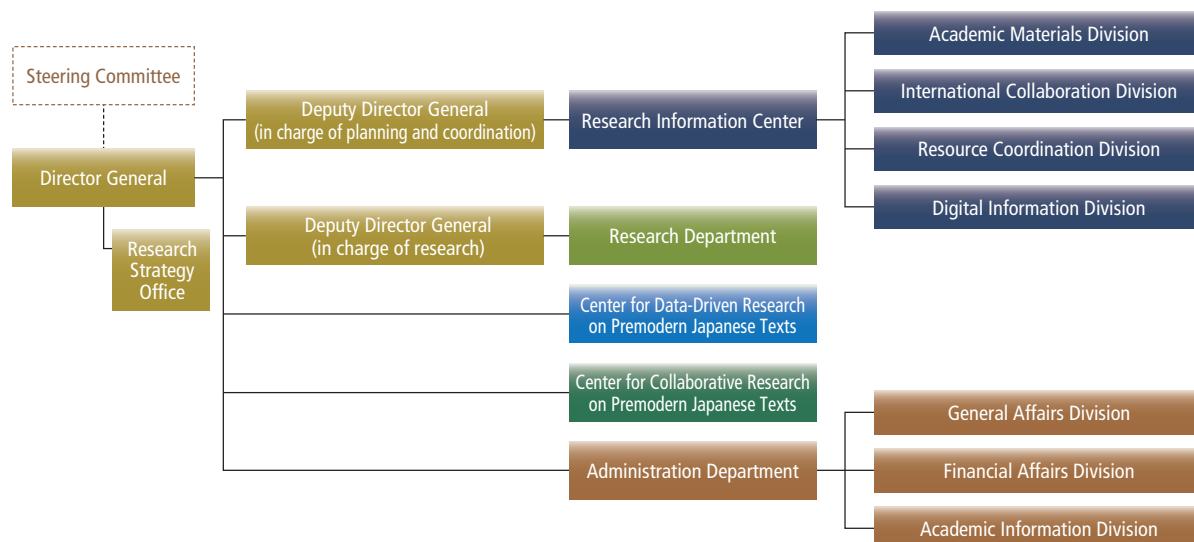 Steering Committee
Director General
Research
Strategy
Office
Deputy Director General
(in charge of planning and coordination)
Research Information Center
Academic Materials Division
International Collaboration Division
Resource Coordination Division
Digital Information Division
Deputy Director General
(in charge of research)
Research Department
Center for Data-Driven Research
on Premodern Japanese Texts
Center for Collaborative Research
on Premodern Japanese Texts
Administration Department
General Affairs Division
Financial Affairs Division
Academic Information Division